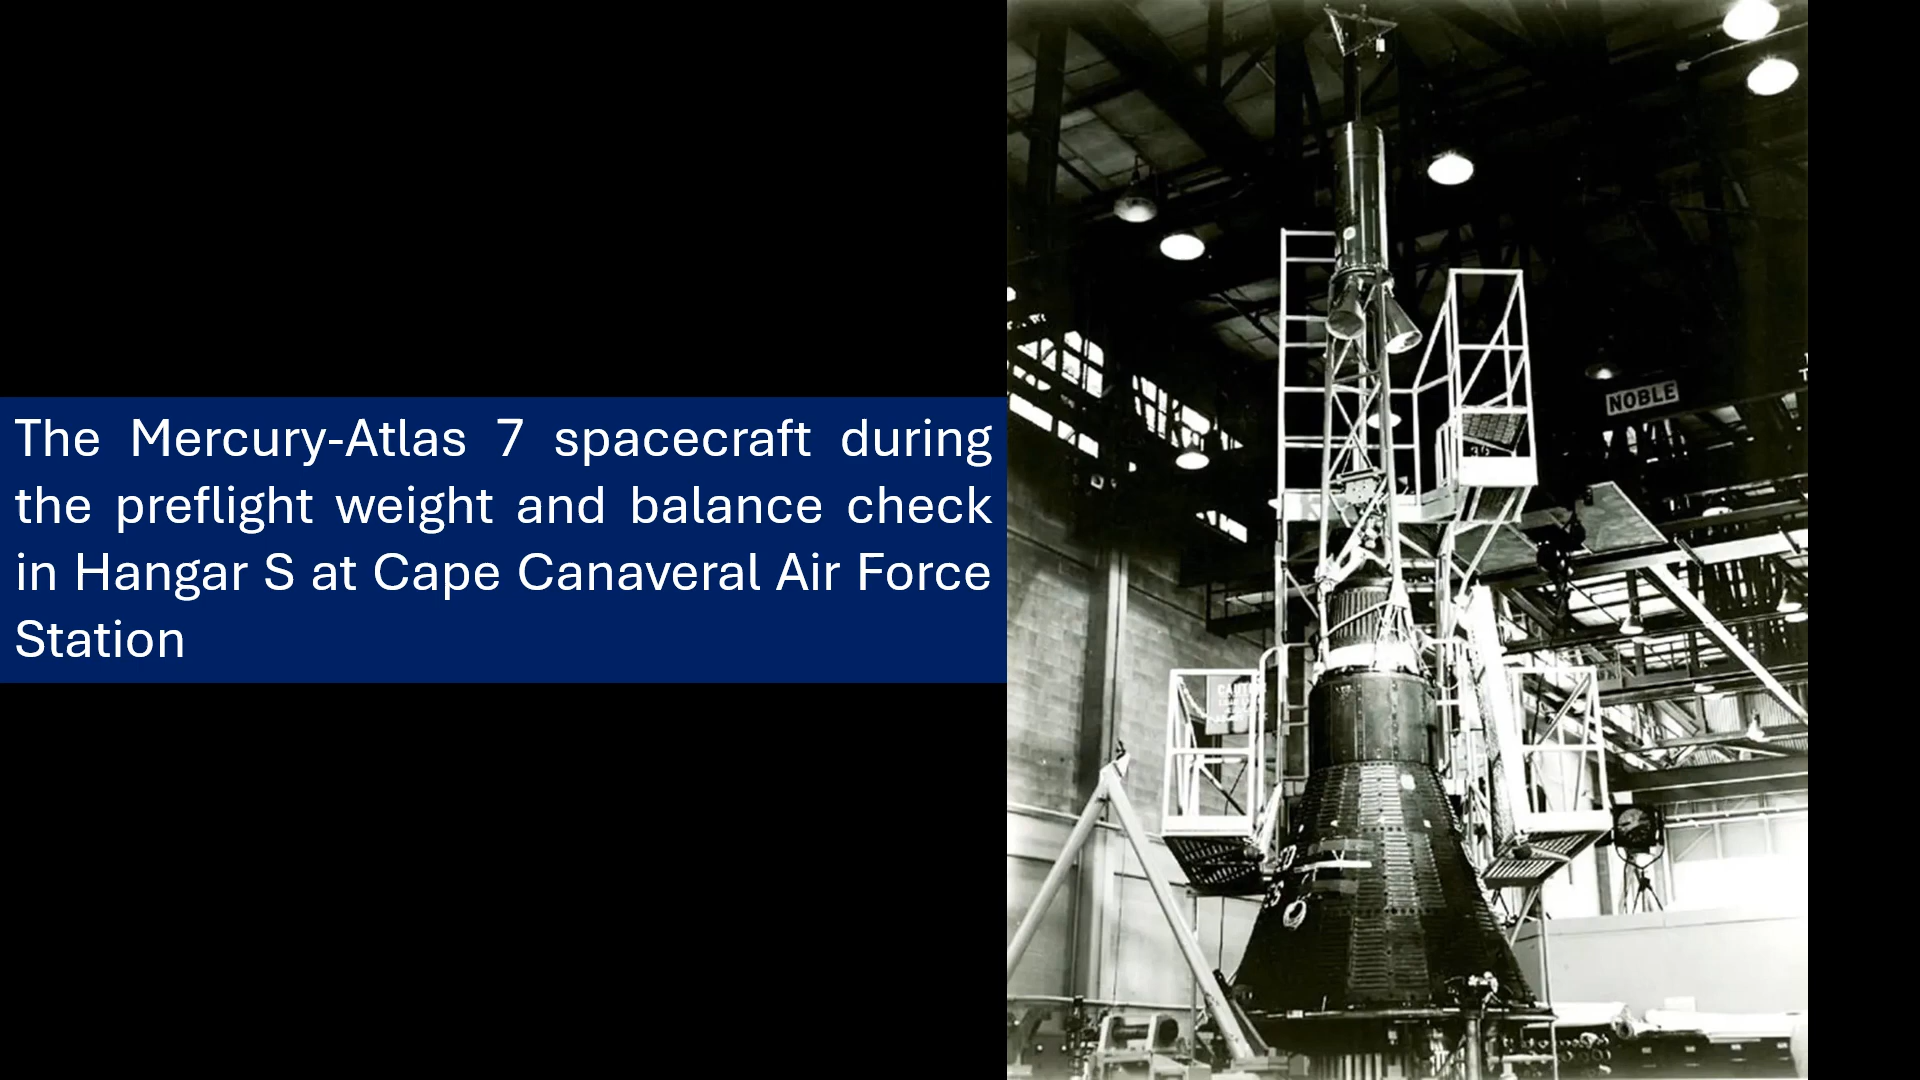 The Mercury-Atlas 7 spacecraft during
the preflight weight and balance check
in Hangar S at Cape Canaveral Air Force
Station
NOBLE